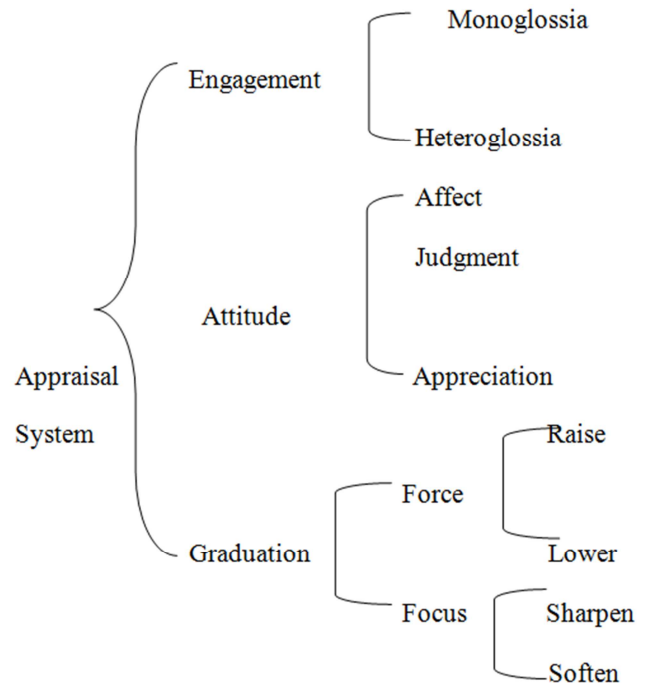 Monoglossia
Engagement
Heteroglossia
Affect
Judgment
Attitude
Appraisal
Appreciation
System
Raise
Force
Graduation
Lower
Focus
Sharpen
Soften